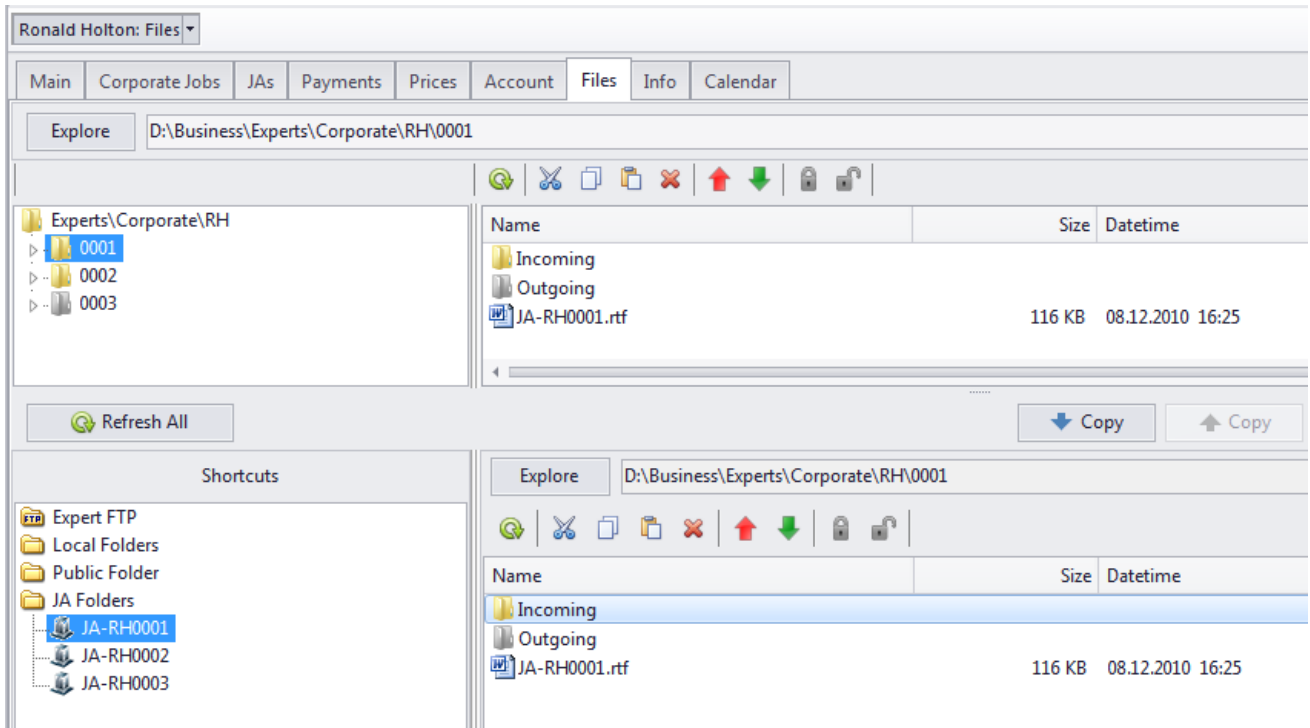 Ronald Holton: Files
Main Corporate Jobs JAs Payments Prices Account Files Info Calendar
Explore D:\Business\Experts\Corporate\RH\0001
Experts\Corporate\RH
0001
0002
0003
Name Size Datetime
Incoming
Outgoing
JA-RH0001.rtf 116 KB 08.12.2010 16:25
Refresh All
Copy Copy
Shortcuts
FTP Expert FTP
Local Folders
Public Folder
JA Folders
JA-RH0001
JA-RH0002
JA-RH0003
Explore D:\Business\Experts\Corporate\RH\0001
Name Size Datetime
Incoming
Outgoing
JA-RH0001.rtf 116 KB 08.12.2010 16:25